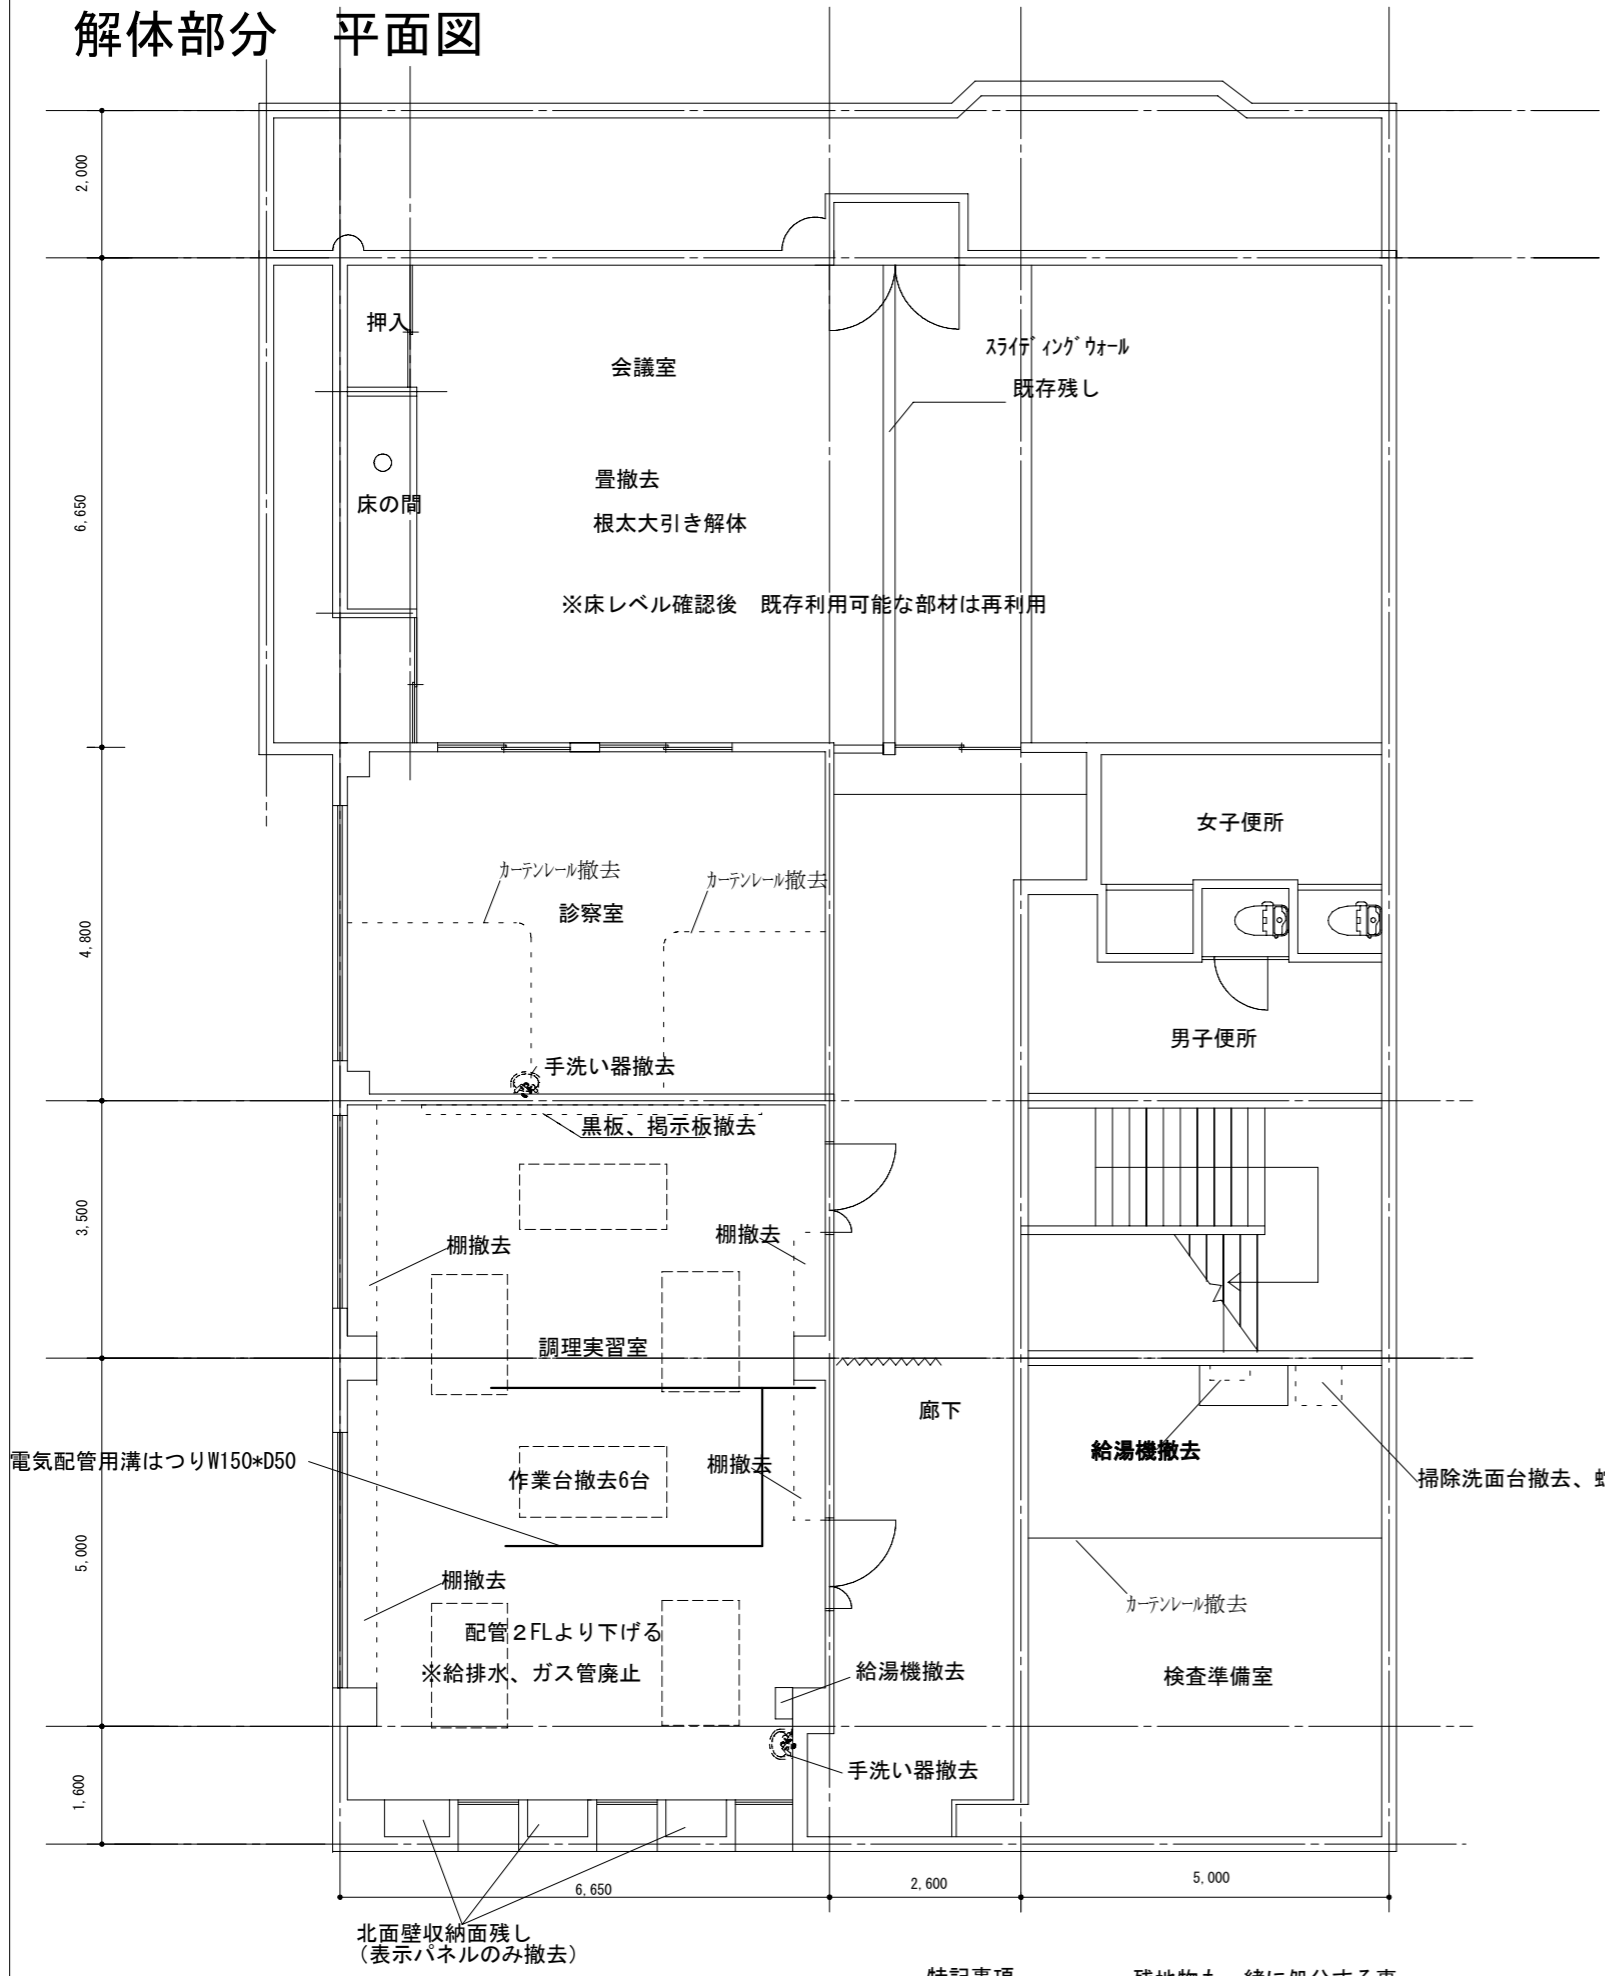 解体部分　平面図
2,000
押入
会議室
スライディングウォール
既存残し
畳撤去
床の間
6,650
根太大引き解体
※床レベル確認後　既存利用可能な部材は再利用
女子便所
カーテンレール撤去
カーテンレール撤去
診察室
4,800
男子便所
手洗い器撤去
黒板、掲示板撤去
3,500
棚撤去
棚撤去
調理実習室
廊下
給湯機撤去
電気配管用溝はつりW150*D50
作業台撤去6台
棚撤去
掃除洗面台撤去、
5,000
棚撤去
カーテンレール撤去
配管２FLより下げる
※給排水、ガス管廃止
給湯機撤去
検査準備室
手洗い器撤去
1,600
6,650
2,600
5,000
北面壁収納面残し
（表示パネルのみ撤去）